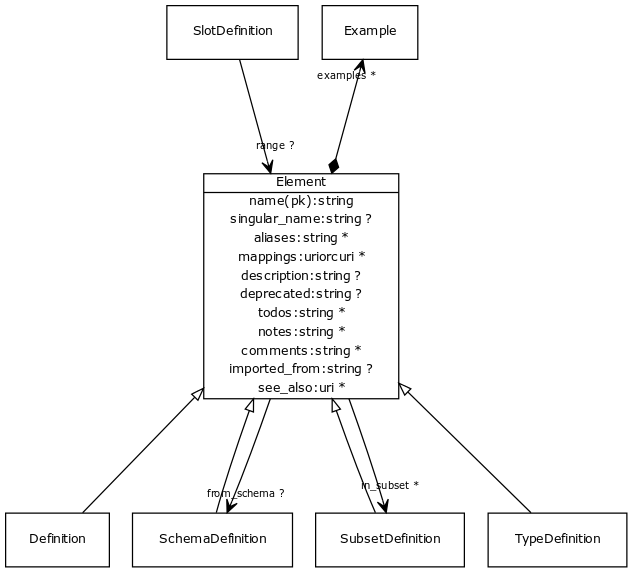 SlotDefinition
Example
examples *
range ?
Element
name(pk):string
singular_name:string ?
aliases:string *
mappings:uriorcuri *
description:string ?
deprecated:string ?
todos:string *
notes:string *
comments:string *
imported_from:string ?
see_also:uri *
from_schema ?
in_subset *
Definition
SchemaDefinition
SubsetDefinition
TypeDefinition